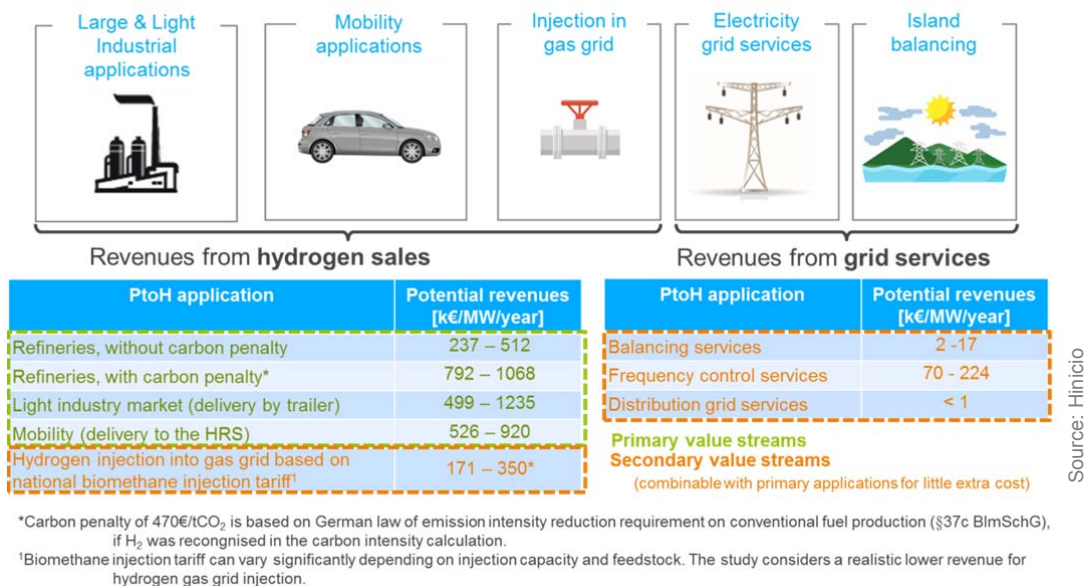 Large & Light
Industrial
applications
Mobility
applications
Injection in
gas grid
Electricity
grid services
Island
balancing
Revenues from hydrogen sales
Revenues from grid services
PtoH application
Potential revenues
[k€/MW/year]
Refineries, without carbon penalty
237 – 512
Refineries, with carbon penalty*
792 – 1068
Light industry market (delivery by trailer)
499 – 1235
Mobility (delivery to the HRS)
526 – 920
Hydrogen injection into gas grid based on
national biomethane injection tariff¹
171 – 350*
PtoH application
Potential revenues
[k€/MW/year]
Balancing services
2 -17
Frequency control services
70 - 224
Distribution grid services
< 1
Primary value streams
Secondary value streams
(combinable with primary applications for little extra cost)
Source: Hinicio
*Carbon penalty of 470€/tCO₂ is based on German law of emission intensity reduction requirement on conventional fuel production (§37c BImSchG),
if H₂ was recongnised in the carbon intensity calculation.
¹Biomethane injection tariff can vary significantly depending on injection capacity and feedstock. The study considers a realistic lower revenue for
hydrogen gas grid injection.